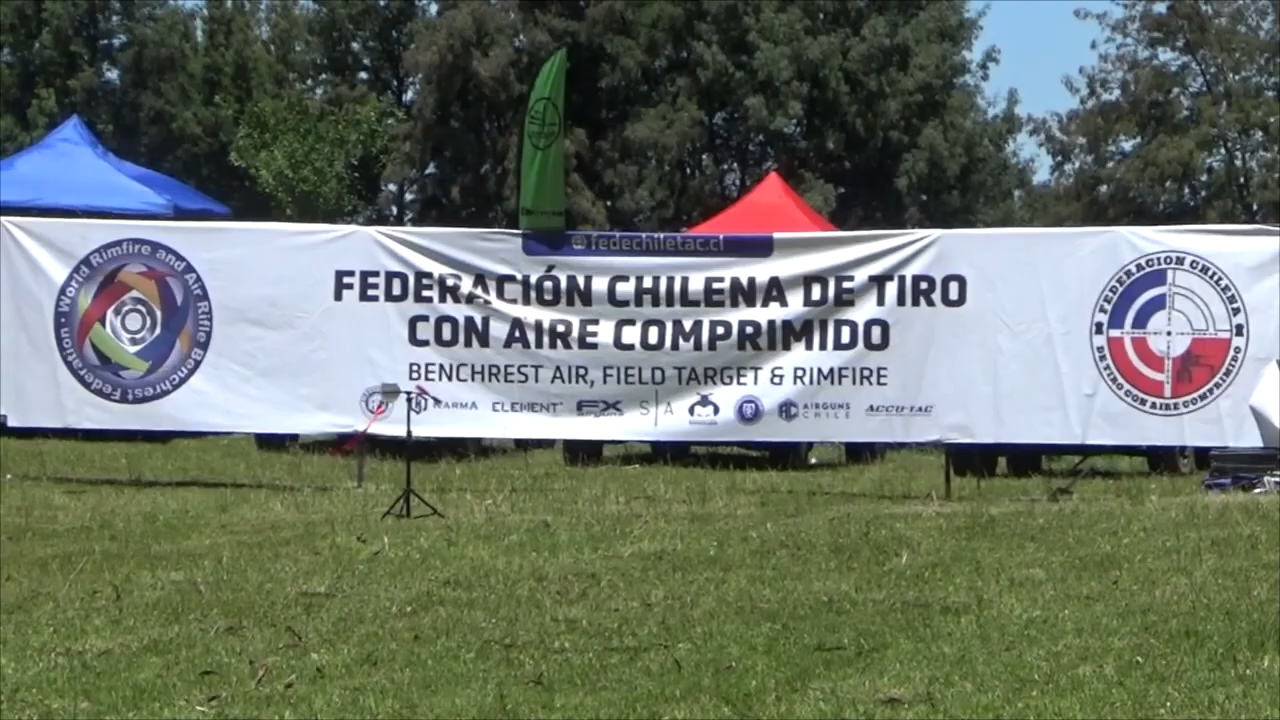 fedechiletac.cl
World Rimfire and Air Rifle Benchrest Federation
FEDERACIÓN CHILENA DE TIRO
CON AIRE COMPRIMIDO
BENCHREST AIR, FIELD TARGET & RIMFIRE
KARMA ELEMENT FX S|A AIRGUNS CHILE ACCU-TAC
FEDERACION CHILENA
DE TIRO CON AIRE COMPRIMIDO